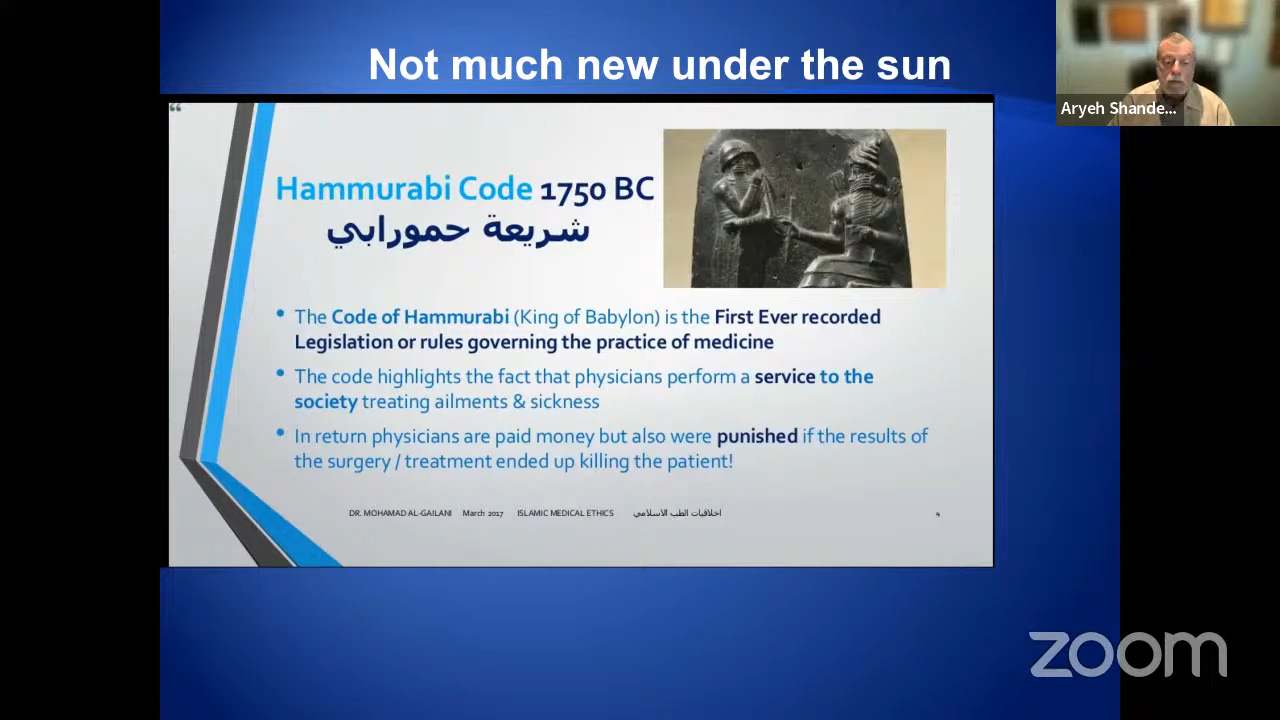 Not much new under the sun
Aryeh Shande...
“
Hammurabi Code 1750 BC
شريعة حمورابي
• The Code of Hammurabi (King of Babylon) is the First Ever recorded
Legislation or rules governing the practice of medicine
• The code highlights the fact that physicians perform a service to the
society treating ailments & sickness
• In return physicians are paid money but also were punished if the results of
the surgery / treatment ended up killing the patient!
DR. MOHAMAD AL-GAILANI March 2017 ISLAMIC MEDICAL ETHICS اخلاقيات الطب الاسلامي 4
zoom